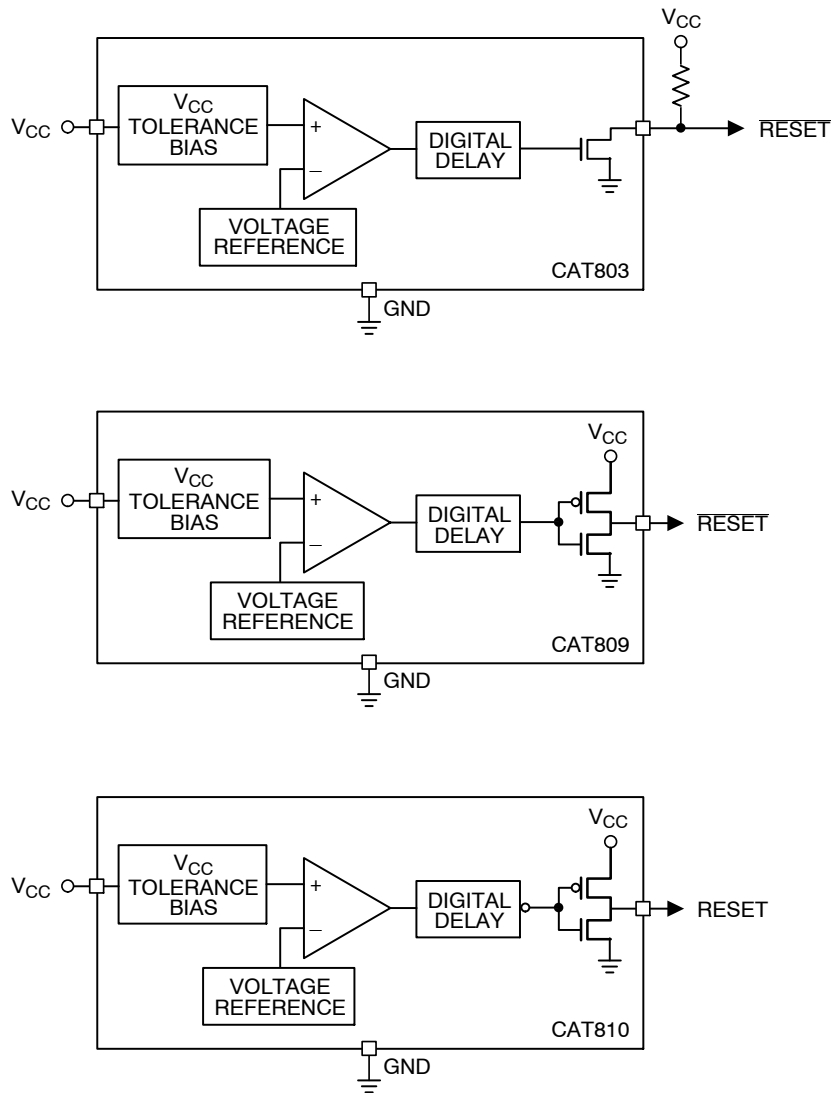 VCC
VCC
VCC
TOLERANCE
BIAS
+
−
DIGITAL
DELAY
RESET
VOLTAGE
REFERENCE
CAT803
GND
VCC
VCC
VCC
TOLERANCE
BIAS
+
−
DIGITAL
DELAY
RESET
VOLTAGE
REFERENCE
CAT809
GND
VCC
VCC
VCC
TOLERANCE
BIAS
+
−
DIGITAL
DELAY
RESET
VOLTAGE
REFERENCE
CAT810
GND